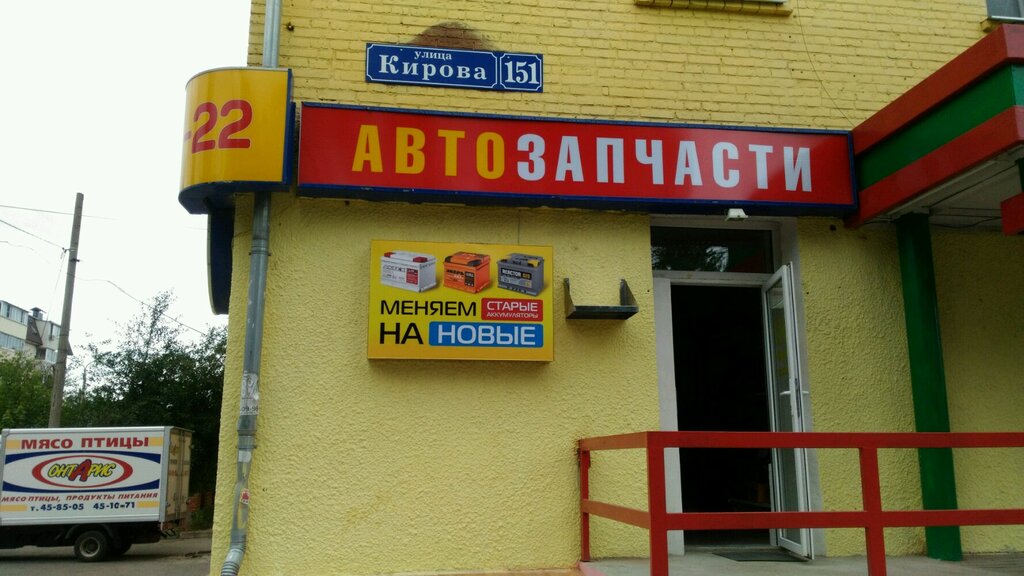 улица
Кирова 151
-22
АВТОЗАПЧАСТИ
МЕНЯЕМ СТАРЫЕ
АККУМУЛЯТОРЫ
НА НОВЫЕ
МЯСО ПТИЦЫ
ОНТАРИС
МЯСО ПТИЦЫ, ПРОДУКТЫ ПИТАНИЯ
т. 45-85-05 45-10-71